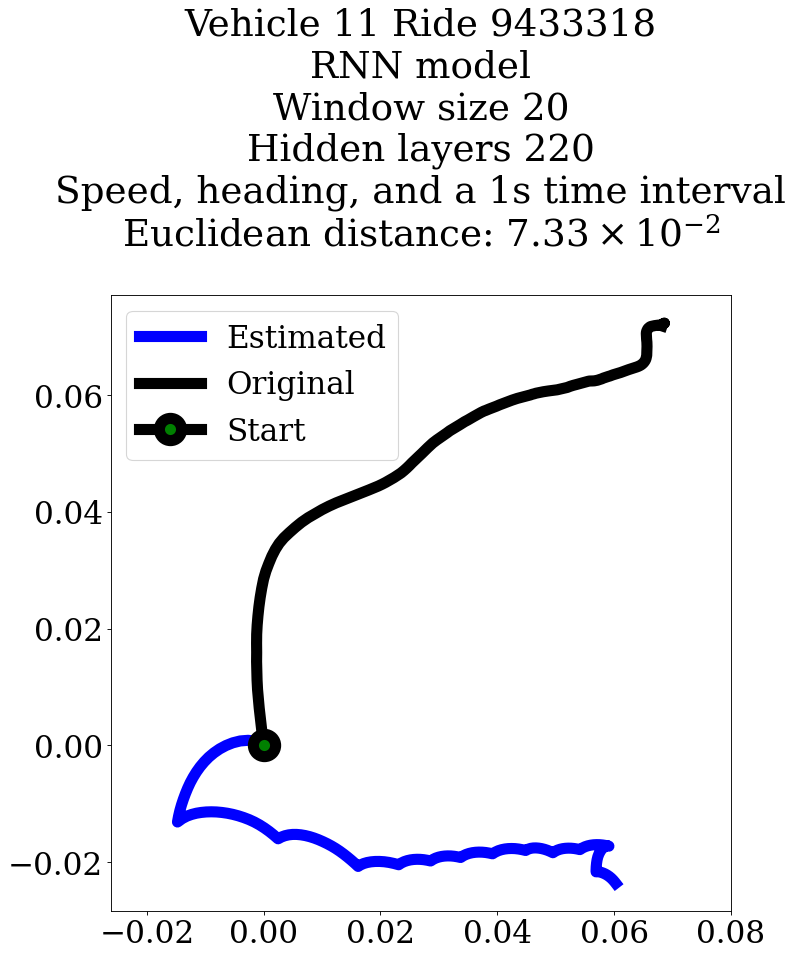 Vehicle 11 Ride 9433318
RNN model
Window size 20
Hidden layers 220
Speed, heading, and a 1s time interval
Euclidean distance: 7.33 × 10⁻²
Estimated
Original
Start
0.06
0.04
0.02
0.00
−0.02
−0.02 0.00 0.02 0.04 0.06 0.08